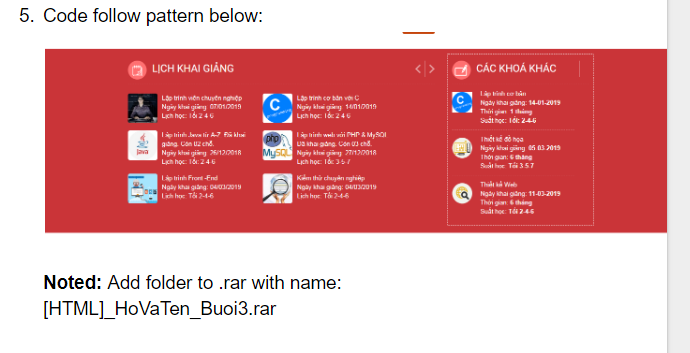 5. Code follow pattern below:
LỊCH KHAI GIẢNG
Lập trình viên chuyên nghiệp
Ngày khai giảng: 07/01/2019
Lịch học: Tối 2 4 6
Lập trình cơ bản với C
Ngày khai giảng: 14/01/2019
Lịch học: Tối 2 4 6
Java
Lập trình Java từ A-Z. Đã khai
giảng. Còn 02 chỗ.
Ngày khai giảng: 26/12/2018
Lịch học: Tối 2-4-6
php
MySQL
Lập trình web với PHP & MySQL
Đã khai giảng. Còn 03 chỗ.
Ngày khai giảng: 27/12/2018
Lịch học: Tối 3-5-7
Lập trình Front-End
Ngày khai giảng: 04/03/2019
Lịch học: Tối 2-4-6
Kiểm thử chuyên nghiệp
Ngày khai giảng: 04/03/2019
Lịch học: Tối 2-4-6
CÁC KHOÁ KHÁC
Lập trình cơ bản
Ngày khai giảng: 14-01-2019
Thời gian: 1 tháng
Suất học: Tối: 2-4-6
Thiết kế đồ họa
Ngày khai giảng: 05-03-2019
Thời gian: 6 tháng
Suất học: Tối 3 5 7
Thiết kế Web
Ngày khai giảng: 11-03-2019
Thời gian: 6 tháng
Suất học: Tối 2-4-6
Noted: Add folder to .rar with name:
[HTML]_HoVaTen_Buoi3.rar